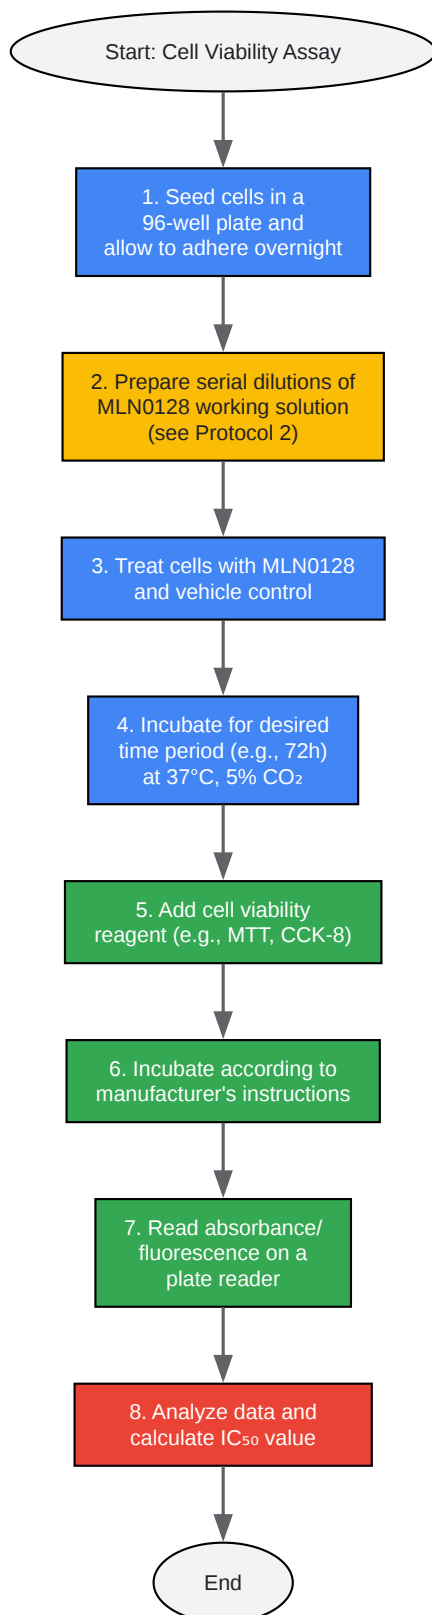 Start: Cell Viability Assay
1. Seed cells in a
96-well plate and
allow to adhere overnight
2. Prepare serial dilutions of
MLN0128 working solution
(see Protocol 2)
3. Treat cells with MLN0128
and vehicle control
4. Incubate for desired
time period (e.g., 72h)
at 37°C, 5% CO₂
5. Add cell viability
reagent (e.g., MTT, CCK-8)
6. Incubate according to
manufacturer's instructions
7. Read absorbance/
fluorescence on a
plate reader
8. Analyze data and
calculate IC₅₀ value
End